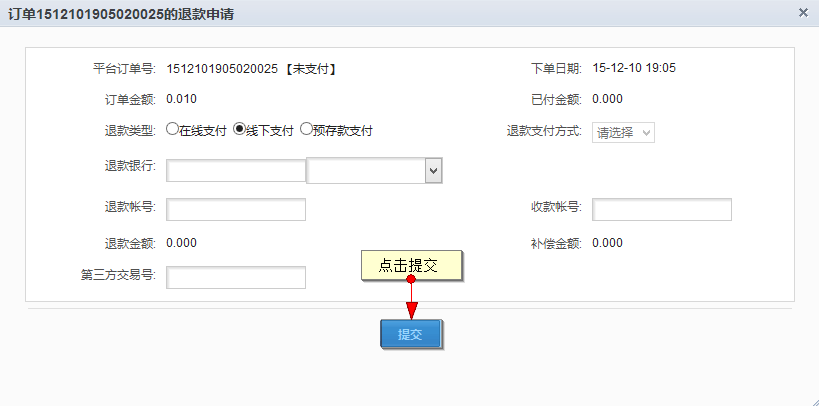 订单1512101905020025的退款申请
平台订单号: 1512101905020025 【未支付】 下单日期: 15-12-10 19:05
订单金额: 0.010 已付金额: 0.000
退款类型: 在线支付 线下支付 预存款支付 退款支付方式: 请选择
退款银行:
退款帐号: 收款帐号:
退款金额: 0.000 补偿金额: 0.000
点击提交
第三方交易号:
提交